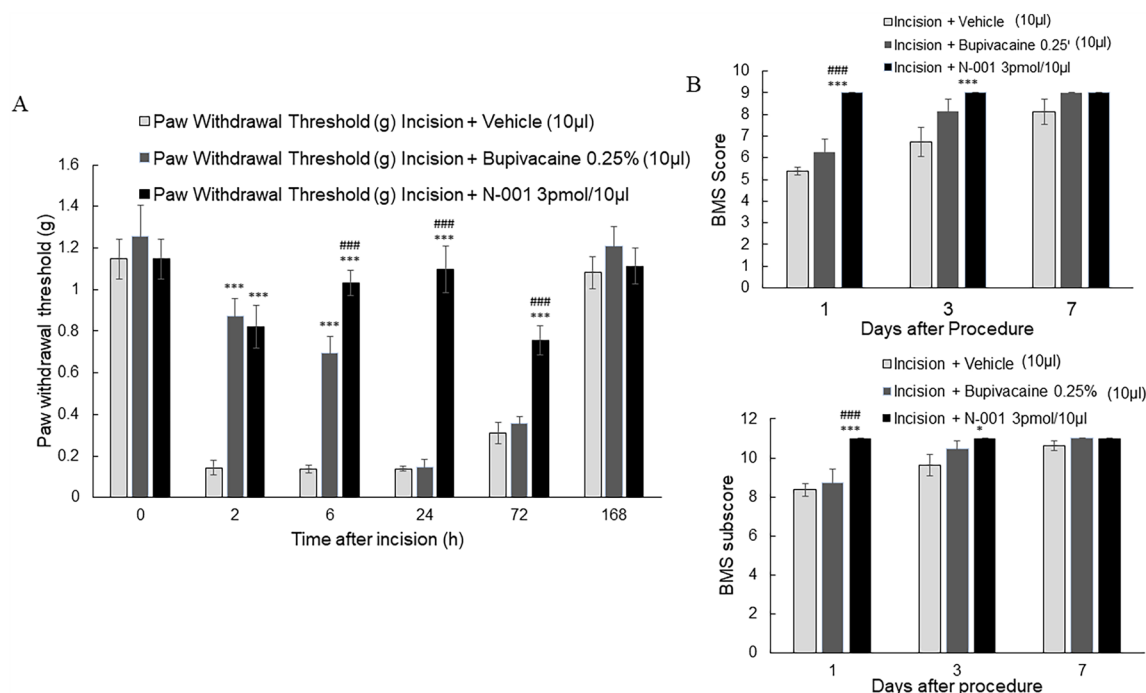 A
Paw Withdrawal Threshold (g) Incision + Vehicle (10µl)
Paw Withdrawal Threshold (g) Incision + Bupivacaine 0.25% (10µl)
Paw Withdrawal Threshold (g) Incision + N-001 3pmol/10µl
Paw withdrawal threshold (g)
1.6
1.4
1.2
1
0.8
0.6
0.4
0.2
0
*** ***
***
###
***
###
***
###
***
0 2 6 24 72 168
Time after incision (h)
B
Incision + Vehicle (10µl)
Incision + Bupivacaine 0.25' (10µl)
Incision + N-001 3pmol/10µl
BMS Score
10
9
8
7
6
5
4
3
2
1
0
###
***
***
1 3 7
Days after Procedure
Incision + Vehicle (10µl)
Incision + Bupivacaine 0.25% (10µl)
Incision + N-001 3pmol/10µl
BMS subscore
12
10
8
6
4
2
0
###
***
*
1 3 7
Days after procedure